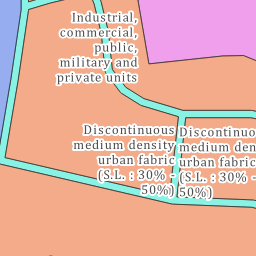 Industrial,
commercial,
public,
military and
private units
Discontinuous
medium density
urban fabric
(S.L. : 30% -
50%)
Discontinuo
medium den
urban fabric
(S.L. : 30% -
50%)